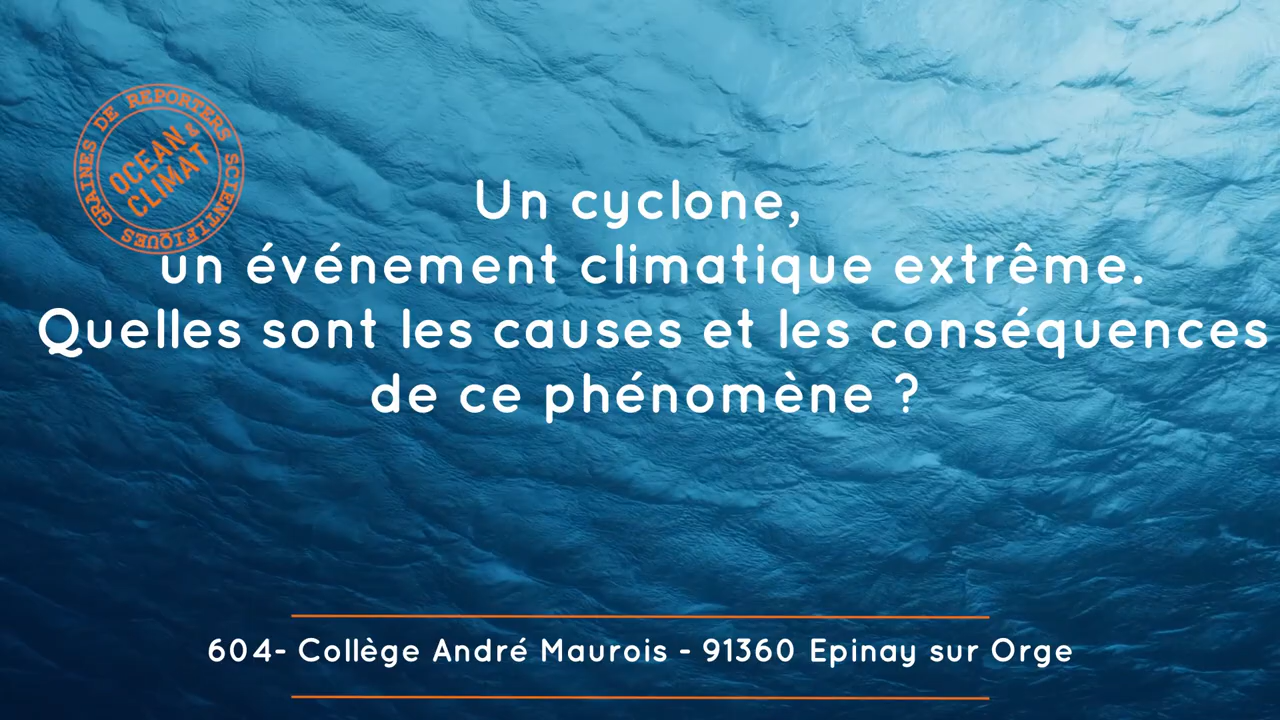 GRAINES DE REPORTERS SCIENTIFIQUES
OCEAN &
CLIMAT
Un cyclone,
un événement climatique extrême.
Quelles sont les causes et les conséquences
de ce phénomène ?
604- Collège André Maurois - 91360 Epinay sur Orge